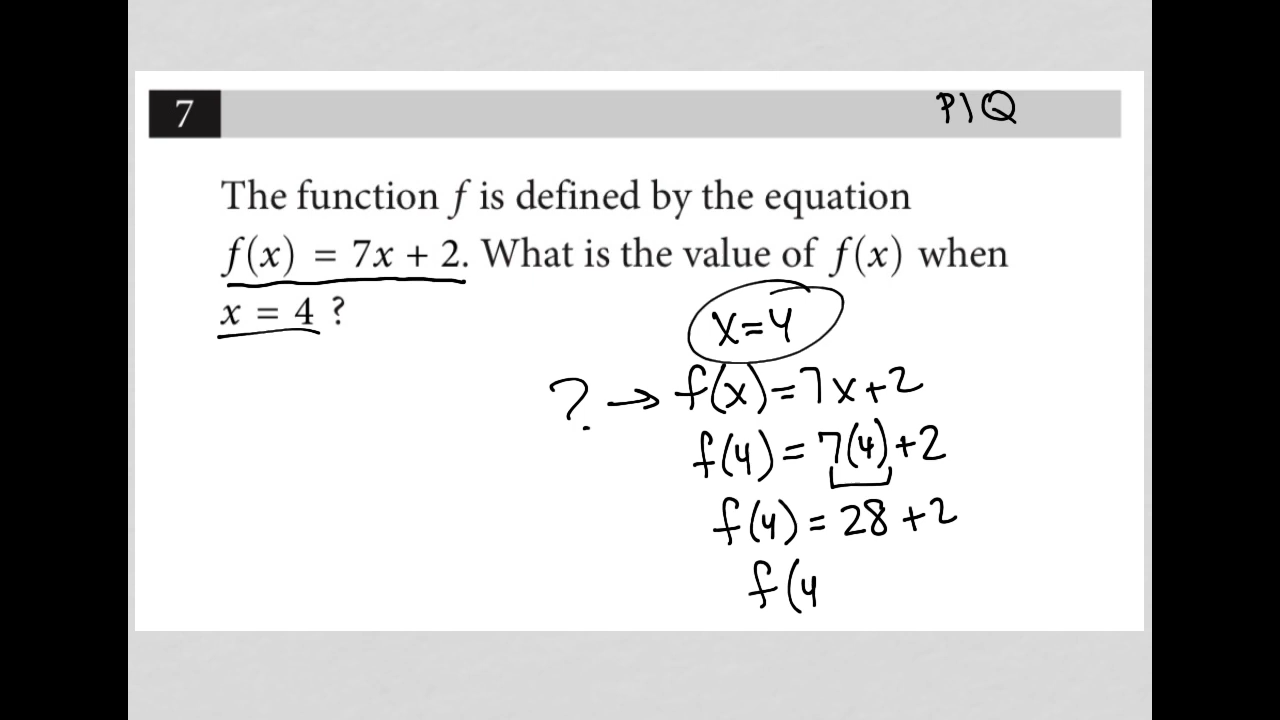 7
P\Q
The function f is defined by the equation
f(x) = 7x + 2. What is the value of f(x) when
x = 4 ?
x=4
? → f(x)=7x+2
f(4) = 7(4)+2
f(4) = 28 +2
f(4